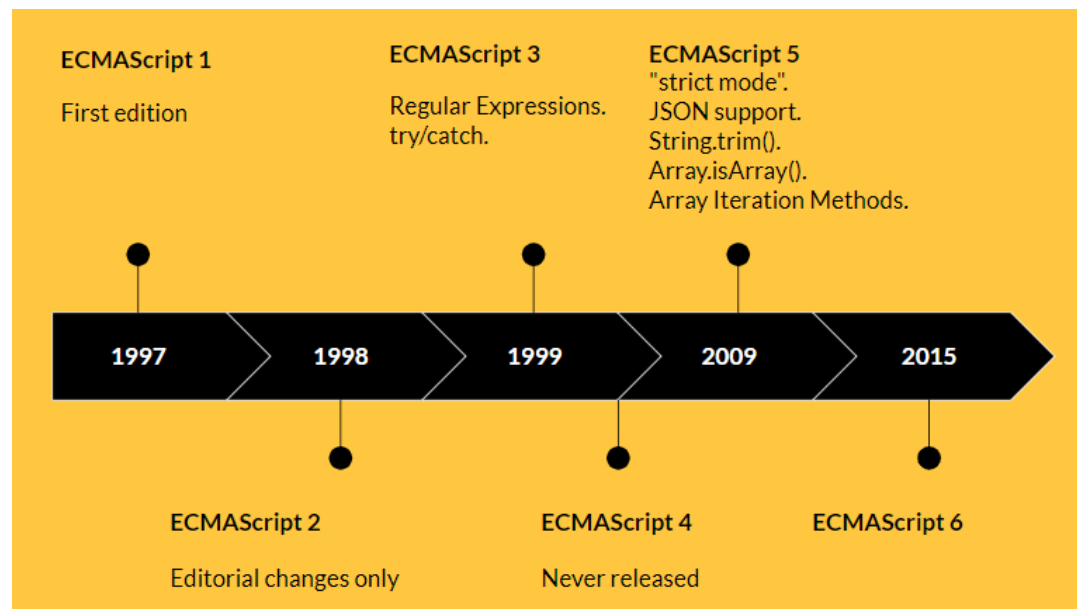 ECMAScript 1
First edition
ECMAScript 3
Regular Expressions.
try/catch.
ECMAScript 5
"strict mode".
JSON support.
String.trim().
Array.isArray().
Array Iteration Methods.
1997
1998
1999
2009
2015
ECMAScript 2
Editorial changes only
ECMAScript 4
Never released
ECMAScript 6